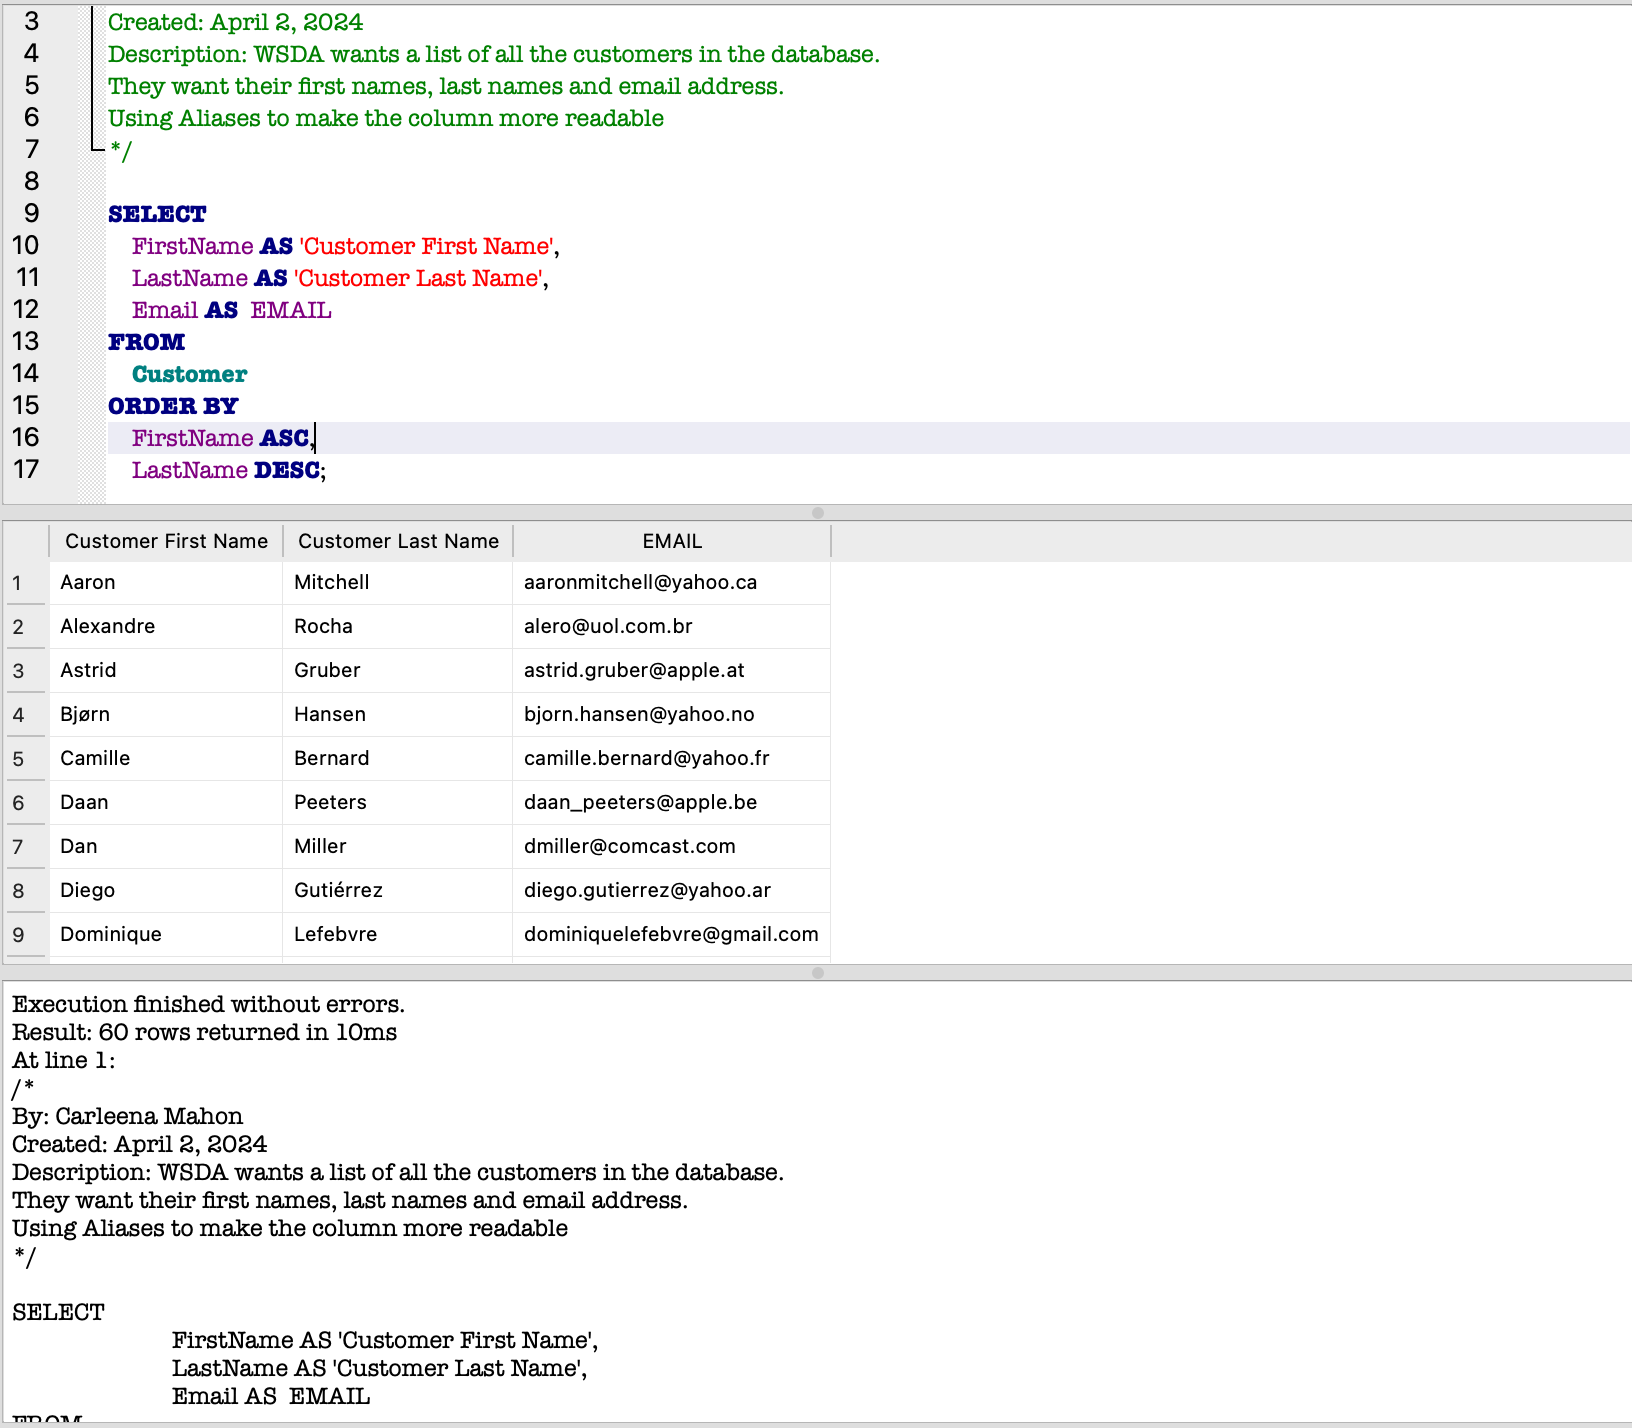 3 Created: April 2, 2024
4 Description: WSDA wants a list of all the customers in the database.
5 They want their first names, last names and email address.
6 Using Aliases to make the column more readable
7 */
8
9 SELECT
10 FirstName AS 'Customer First Name',
11 LastName AS 'Customer Last Name',
12 Email AS  EMAIL
13 FROM
14 Customer
15 ORDER BY
16 FirstName ASC,
17 LastName DESC;
Customer First Name Customer Last Name EMAIL
1 Aaron Mitchell aaronmitchell@yahoo.ca
2 Alexandre Rocha alero@uol.com.br
3 Astrid Gruber astrid.gruber@apple.at
4 Bjørn Hansen bjorn.hansen@yahoo.no
5 Camille Bernard camille.bernard@yahoo.fr
6 Daan Peeters daan_peeters@apple.be
7 Dan Miller dmiller@comcast.com
8 Diego Gutiérrez diego.gutierrez@yahoo.ar
9 Dominique Lefebvre dominiquelefebvre@gmail.com
Execution finished without errors.
Result: 60 rows returned in 10ms
At line 1:
/*
By: Carleena Mahon
Created: April 2, 2024
Description: WSDA wants a list of all the customers in the database.
They want their first names, last names and email address.
Using Aliases to make the column more readable
*/
SELECT
FirstName AS 'Customer First Name',
LastName AS 'Customer Last Name',
Email AS  EMAIL
FROM